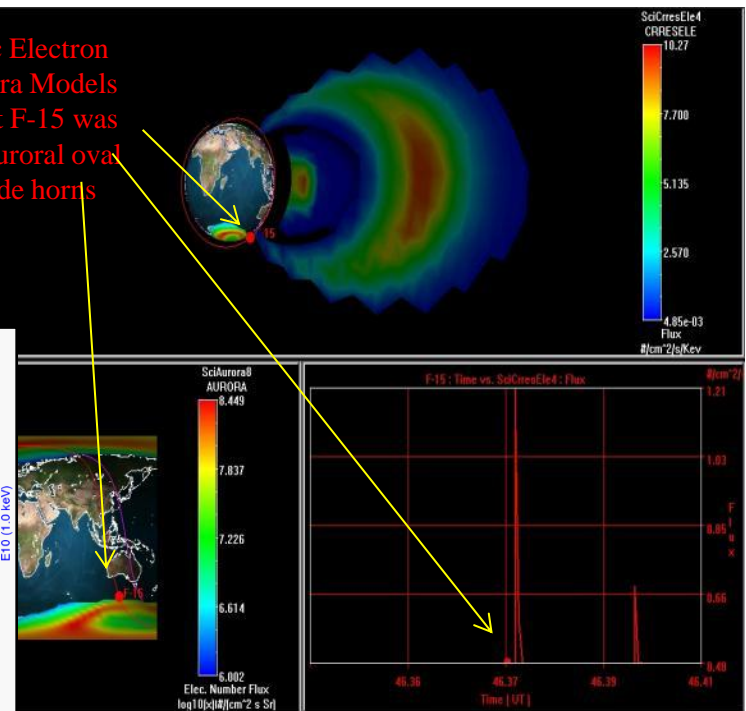 Electron
ra Models
F-15 was
uroral oval
de horns
15
SciCrresEle4
CRRESELE
10.27
7.700
5.135
2.570
4.85e-03
Flux
#/cm^2/s/Kev
E10 (1.0 keV)
F-15
SciAurora8
AURORA
8.449
7.837
7.226
6.614
6.002
Elec. Number Flux
log10(x)(#/(cm^2 s Sr)
F-15 : Time vs. SciCrresEle4 : Flux
#/cm^2/
1.21
1.03
0.85
0.66
0.48
Flux
46.36
46.37
46.39
46.41
Time ( UT )